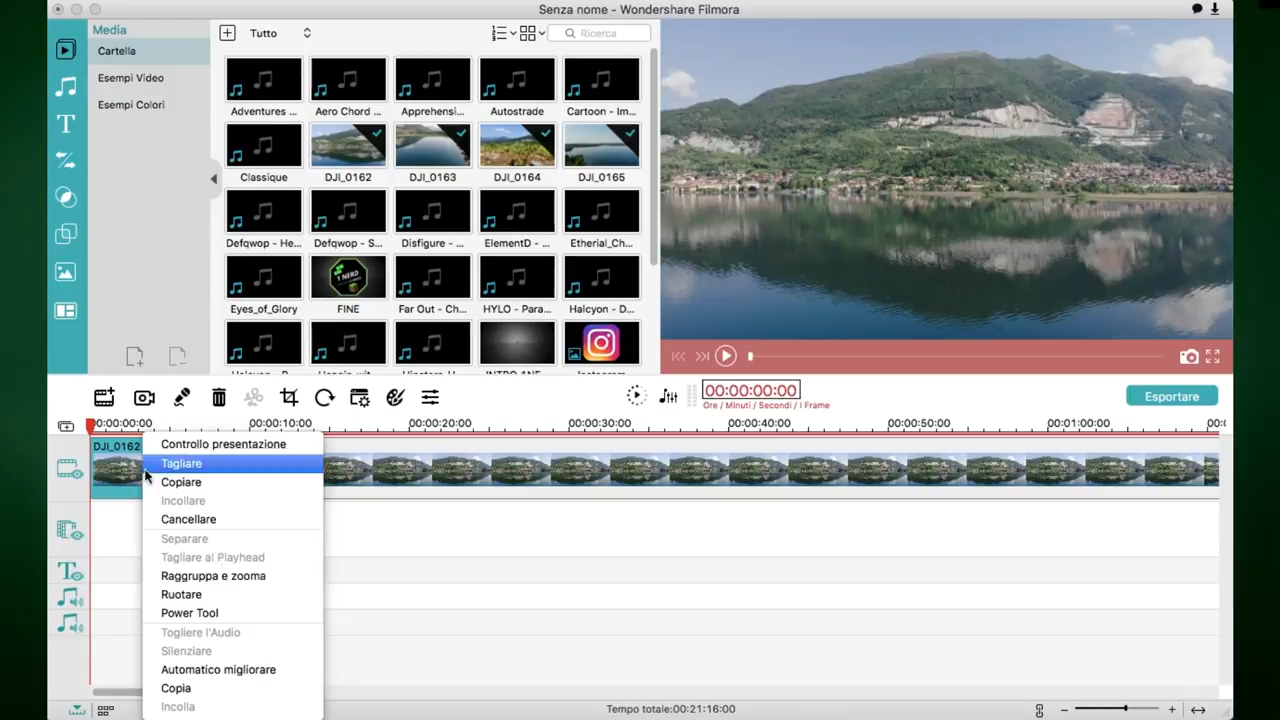 Senza nome - Wondershare Filmora
Media
Cartella
Esempi Video
Esempi Colori
Tutto
Ricerca
Adventures ...
Aero Chord ...
Apprehensi...
Autostrade
Cartoon - Im...
Classique
DJI_0162
DJI_0163
DJI_0164
DJI_0165
Defqwop - He...
Defqwop - S...
Disfigure - ...
ElementD - ...
Etherial_Ch...
1 NERD
Eyes_of_Glory
FINE
Far Out - Ch...
HYLO - Para...
Halcyon - D...
00:00:00:00
Ore / Minuti / Secondi / I Frame
Esportare
00:00:00:00
00:00:10:00
00:00:20:00
00:00:30:00
00:00:40:00
00:00:50:00
00:01:00:00
DJI_0162
Controllo presentazione
Tagliare
Copiare
Incollare
Cancellare
Separare
Tagliare al Playhead
Raggruppa e zooma
Ruotare
Power Tool
Togliere l'Audio
Silenziare
Automatico migliorare
Copia
Incolla
Tempo totale:00:21:16:00